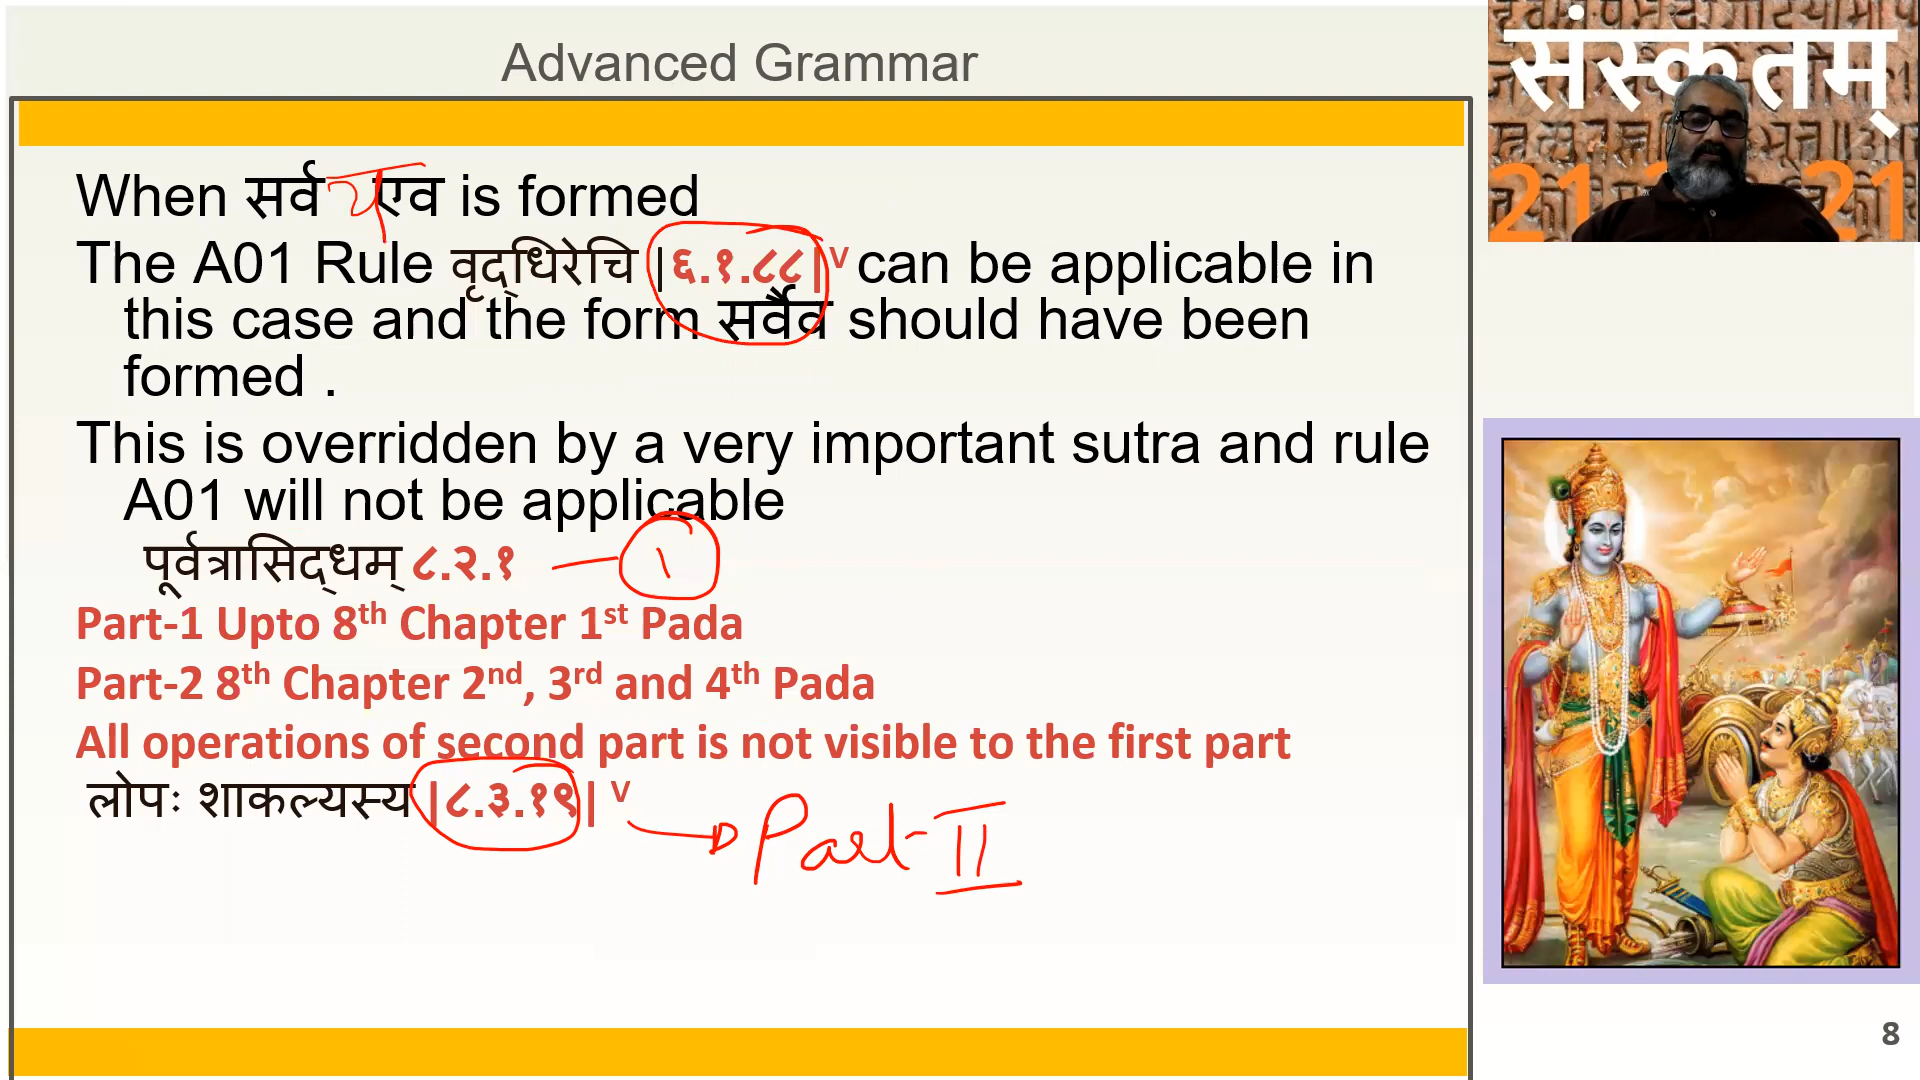 Advanced Grammar
When सर्व य् एव is formed
The A01 Rule वृद्धिरेचि |६.१.८८|V can be applicable in
this case and the form सर्वैव should have been
formed .
This is overridden by a very important sutra and rule
A01 will not be applicable
पूर्वत्रासिद्धम् ८.२.१ — १
Part-1 Upto 8th Chapter 1st Pada
Part-2 8th Chapter 2nd, 3rd and 4th Pada
All operations of second part is not visible to the first part
लोपः शाकल्यस्य |८.३.१९| V
Part-II
संस्कृतम्
21
21
8